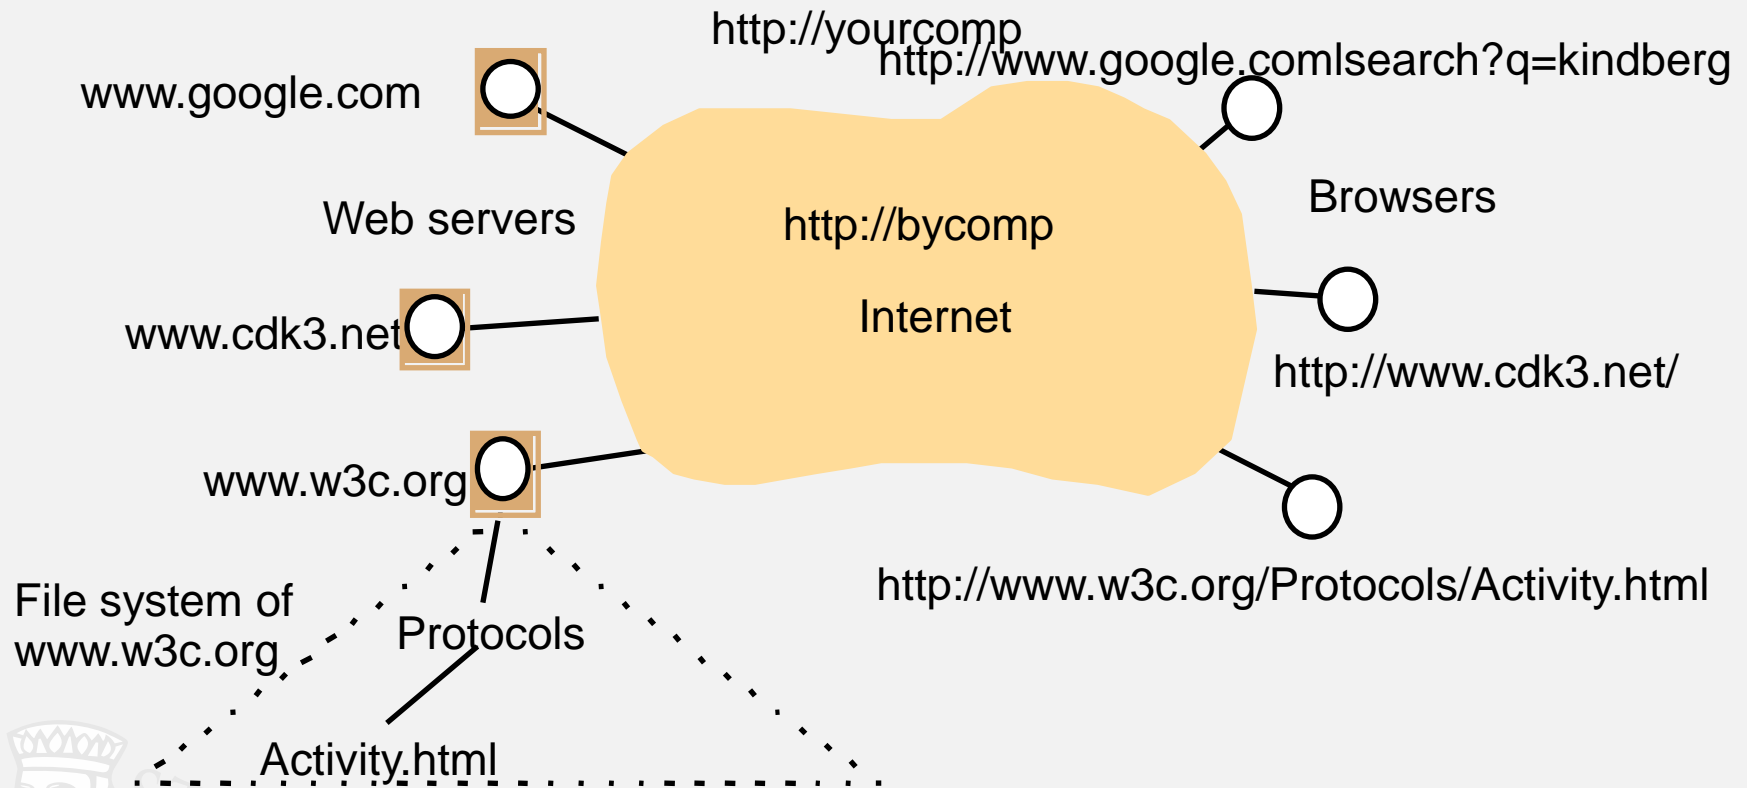 http://yourcomp
http://www.google.comlsearch?q=kindberg
www.google.com
Browsers
Web servers
http://bycomp
Internet
www.cdk3.net
http://www.cdk3.net/
www.w3c.org
http://www.w3c.org/Protocols/Activity.html
File system of
www.w3c.org
Protocols
Activity.html